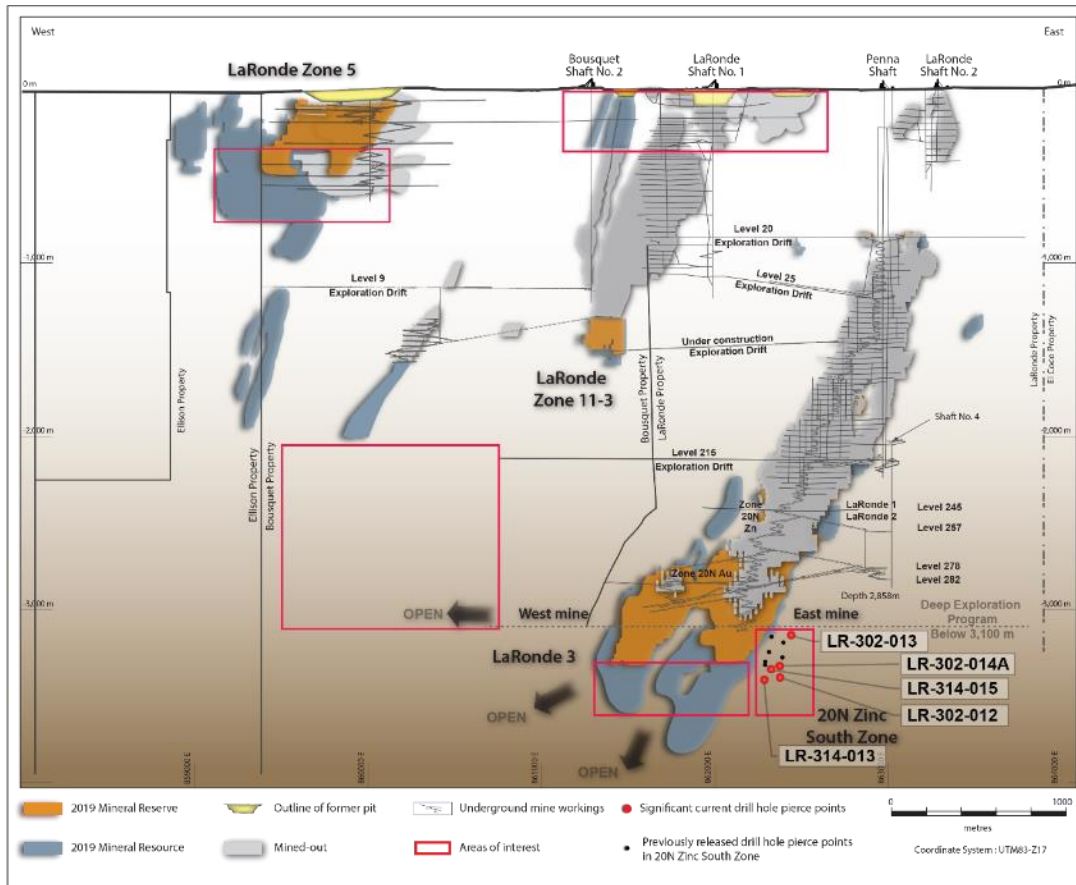 West
East
LaRonde Zone 5
Bousquet
Shaft No. 2
LaRonde
Shaft No. 1
Penna
Shaft
LaRonde
Shaft No. 2
0 m
0 m
Level 20
Exploration Drift
-1,000 m
-1,000 m
Level 9
Exploration Drift
Level 25
Exploration Drift
Under construction
Exploration Drift
LaRonde
Zone 11-3
Bousquet Property
LaRonde Property
LaRonde Property
El Coco Property
Ellison Property
Ellison Property
Bousquet Property
Shaft No. 4
-2,000 m
-2,000 m
Level 215
Exploration Drift
Zone
20N
Zn
LaRonde 1
LaRonde 2
Level 245
Level 257
Level 278
Level 282
Zone 20N Au
Depth 2,858m
OPEN
West mine
East mine
Deep Exploration
Program
Below 3,100 m
LaRonde 3
LR-302-013
LR-302-014A
LR-314-015
LR-302-012
OPEN
20N Zinc
South Zone
LR-314-013
OPEN
2019 Mineral Reserve
Outline of former pit
Underground mine workings
Significant current drill hole pierce points
0
1000
metres
2019 Mineral Resource
Mined-out
Areas of interest
Previously released drill hole pierce points
in 20N Zinc South Zone
Coordinate System : UTM83-Z17